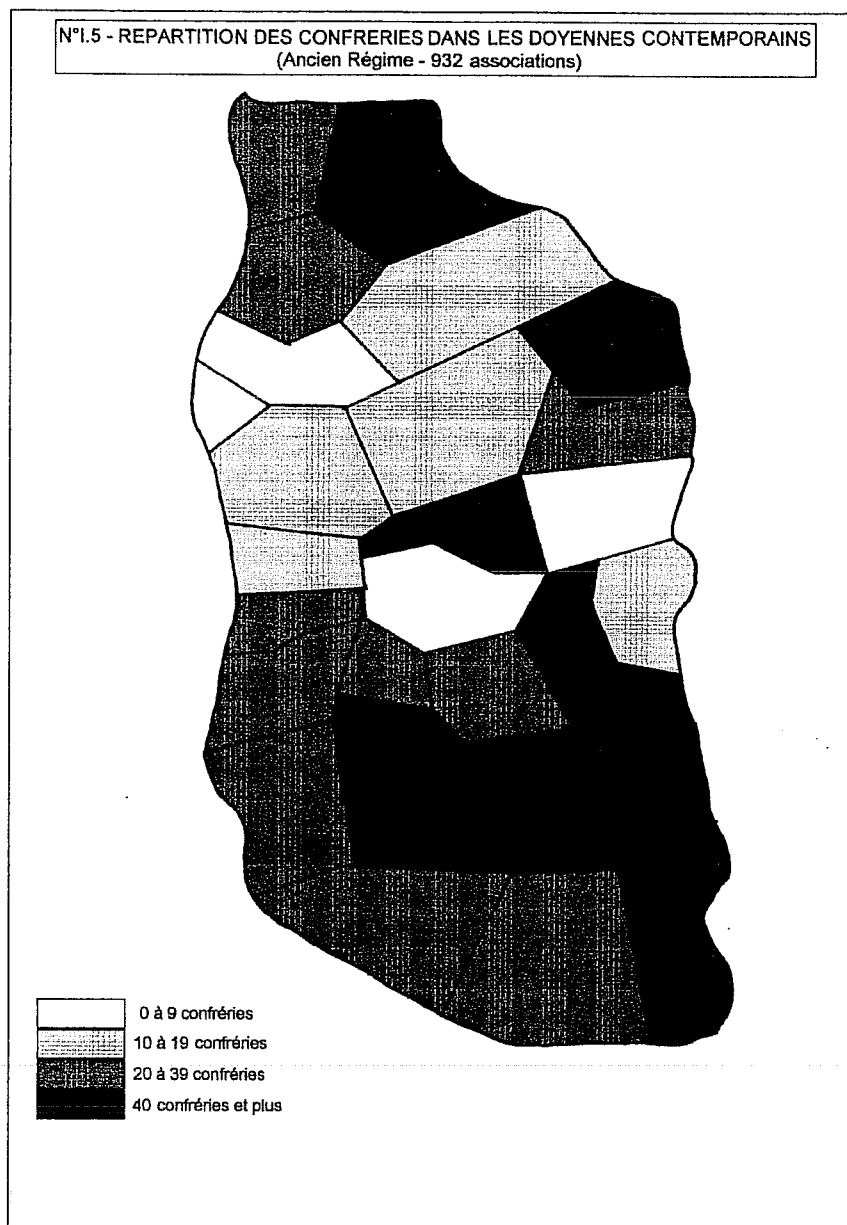 N°I.5 - REPARTITION DES CONFRERIES DANS LES DOYENNES CONTEMPORAINS
(Ancien Régime - 932 associations)
0 à 9 confréries
10 à 19 confréries
20 à 39 confréries
40 confréries et plus